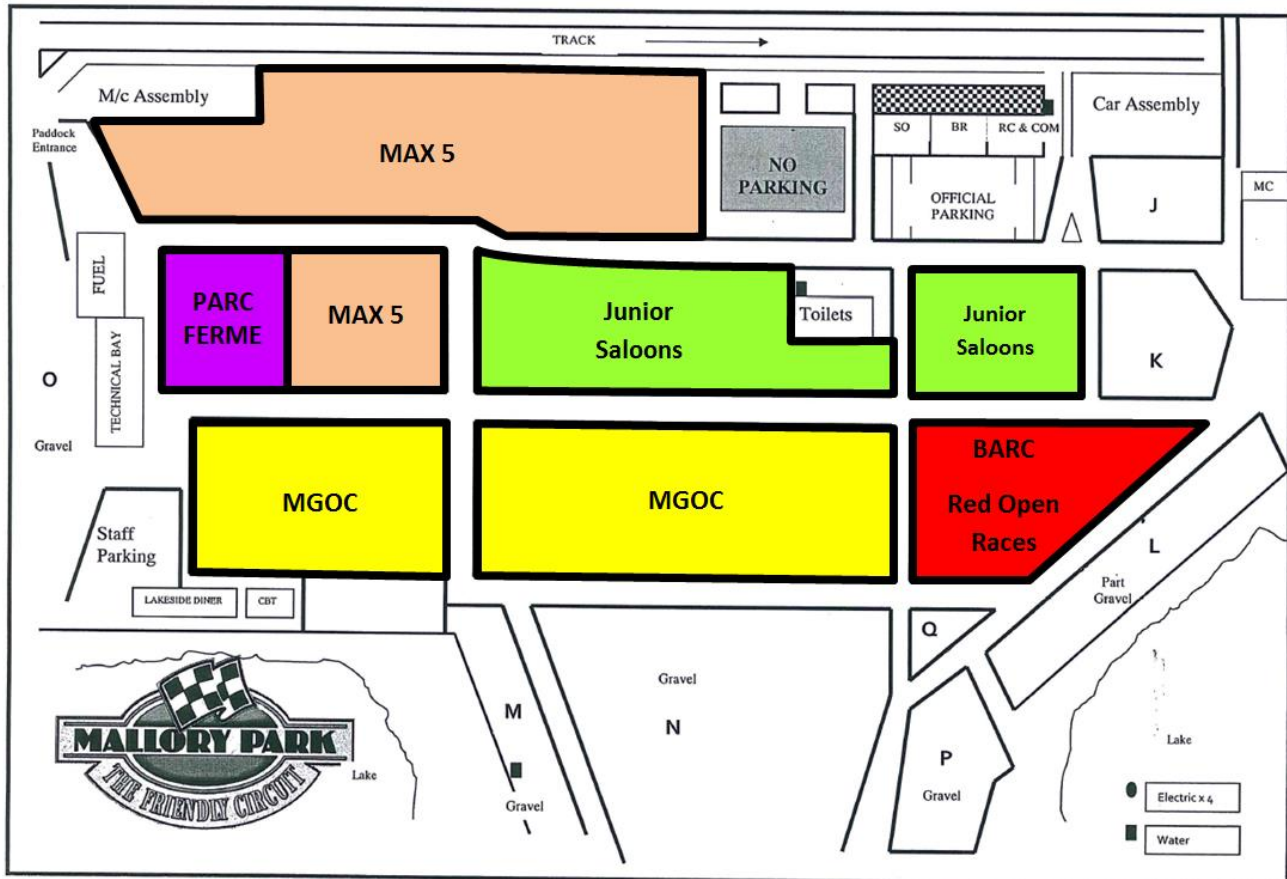 TRACK
M/c Assembly
Paddock
Entrance
MAX 5
NO
PARKING
SO
BR
RC & COM
OFFICIAL
PARKING
Car Assembly
J
MC
FUEL
TECHNICAL BAY
O
Gravel
PARC
FERME
MAX 5
Junior
Saloons
Toilets
Junior
Saloons
K
MGOC
MGOC
BARC
Red Open
Races
Staff
Parking
LAKESIDE DINER
CBT
L
Part
Gravel
Q
M
Gravel
Gravel
N
P
Gravel
Lake
MALLORY PARK
THE FRIENDLY CIRCUIT
Lake
Electric x 4
Water